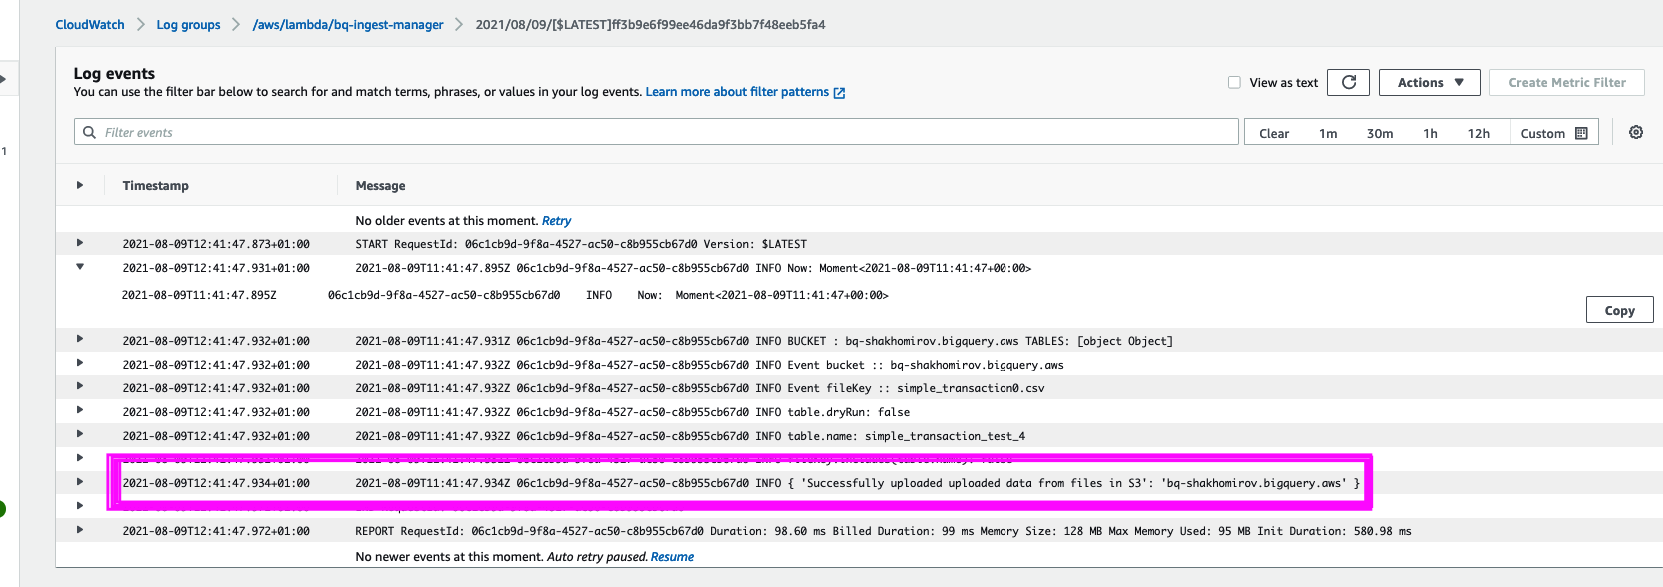 CloudWatch > Log groups > /aws/lambda/bq-ingest-manager > 2021/08/09/[$LATEST]ff3b9e6f99ee46da9f3bb7f48eeb5fa4
Log events
You can use the filter bar below to search for and match terms, phrases, or values in your log events. Learn more about filter patterns
View as text
Actions
Create Metric Filter
Filter events
Clear 1m 30m 1h 12h Custom
1
Timestamp Message
No older events at this moment. Retry
2021-08-09T12:41:47.873+01:00 START RequestId: 06c1cb9d-9f8a-4527-ac50-c8b955cb67d0 Version: $LATEST
2021-08-09T12:41:47.931+01:00 2021-08-09T11:41:47.895Z 06c1cb9d-9f8a-4527-ac50-c8b955cb67d0 INFO Now: Moment<2021-08-09T11:41:47+00:00>
2021-08-09T11:41:47.895Z 06c1cb9d-9f8a-4527-ac50-c8b955cb67d0 INFO Now: Moment<2021-08-09T11:41:47+00:00>
Copy
2021-08-09T12:41:47.932+01:00 2021-08-09T11:41:47.931Z 06c1cb9d-9f8a-4527-ac50-c8b955cb67d0 INFO BUCKET : bq-shakhomirov.bigquery.aws TABLES: [object Object]
2021-08-09T12:41:47.932+01:00 2021-08-09T11:41:47.932Z 06c1cb9d-9f8a-4527-ac50-c8b955cb67d0 INFO Event bucket :: bq-shakhomirov.bigquery.aws
2021-08-09T12:41:47.932+01:00 2021-08-09T11:41:47.932Z 06c1cb9d-9f8a-4527-ac50-c8b955cb67d0 INFO Event fileKey :: simple_transaction0.csv
2021-08-09T12:41:47.932+01:00 2021-08-09T11:41:47.932Z 06c1cb9d-9f8a-4527-ac50-c8b955cb67d0 INFO table.dryRun: false
2021-08-09T12:41:47.932+01:00 2021-08-09T11:41:47.932Z 06c1cb9d-9f8a-4527-ac50-c8b955cb67d0 INFO table.name: simple_transaction_test_4
2021-08-09T12:41:47.934+01:00 2021-08-09T11:41:47.934Z 06c1cb9d-9f8a-4527-ac50-c8b955cb67d0 INFO { 'Successfully uploaded uploaded data from files in S3': 'bq-shakhomirov.bigquery.aws' }
2021-08-09T12:41:47.972+01:00 REPORT RequestId: 06c1cb9d-9f8a-4527-ac50-c8b955cb67d0 Duration: 98.60 ms Billed Duration: 99 ms Memory Size: 128 MB Max Memory Used: 95 MB Init Duration: 580.98 ms
No newer events at this moment. Auto retry paused. Resume